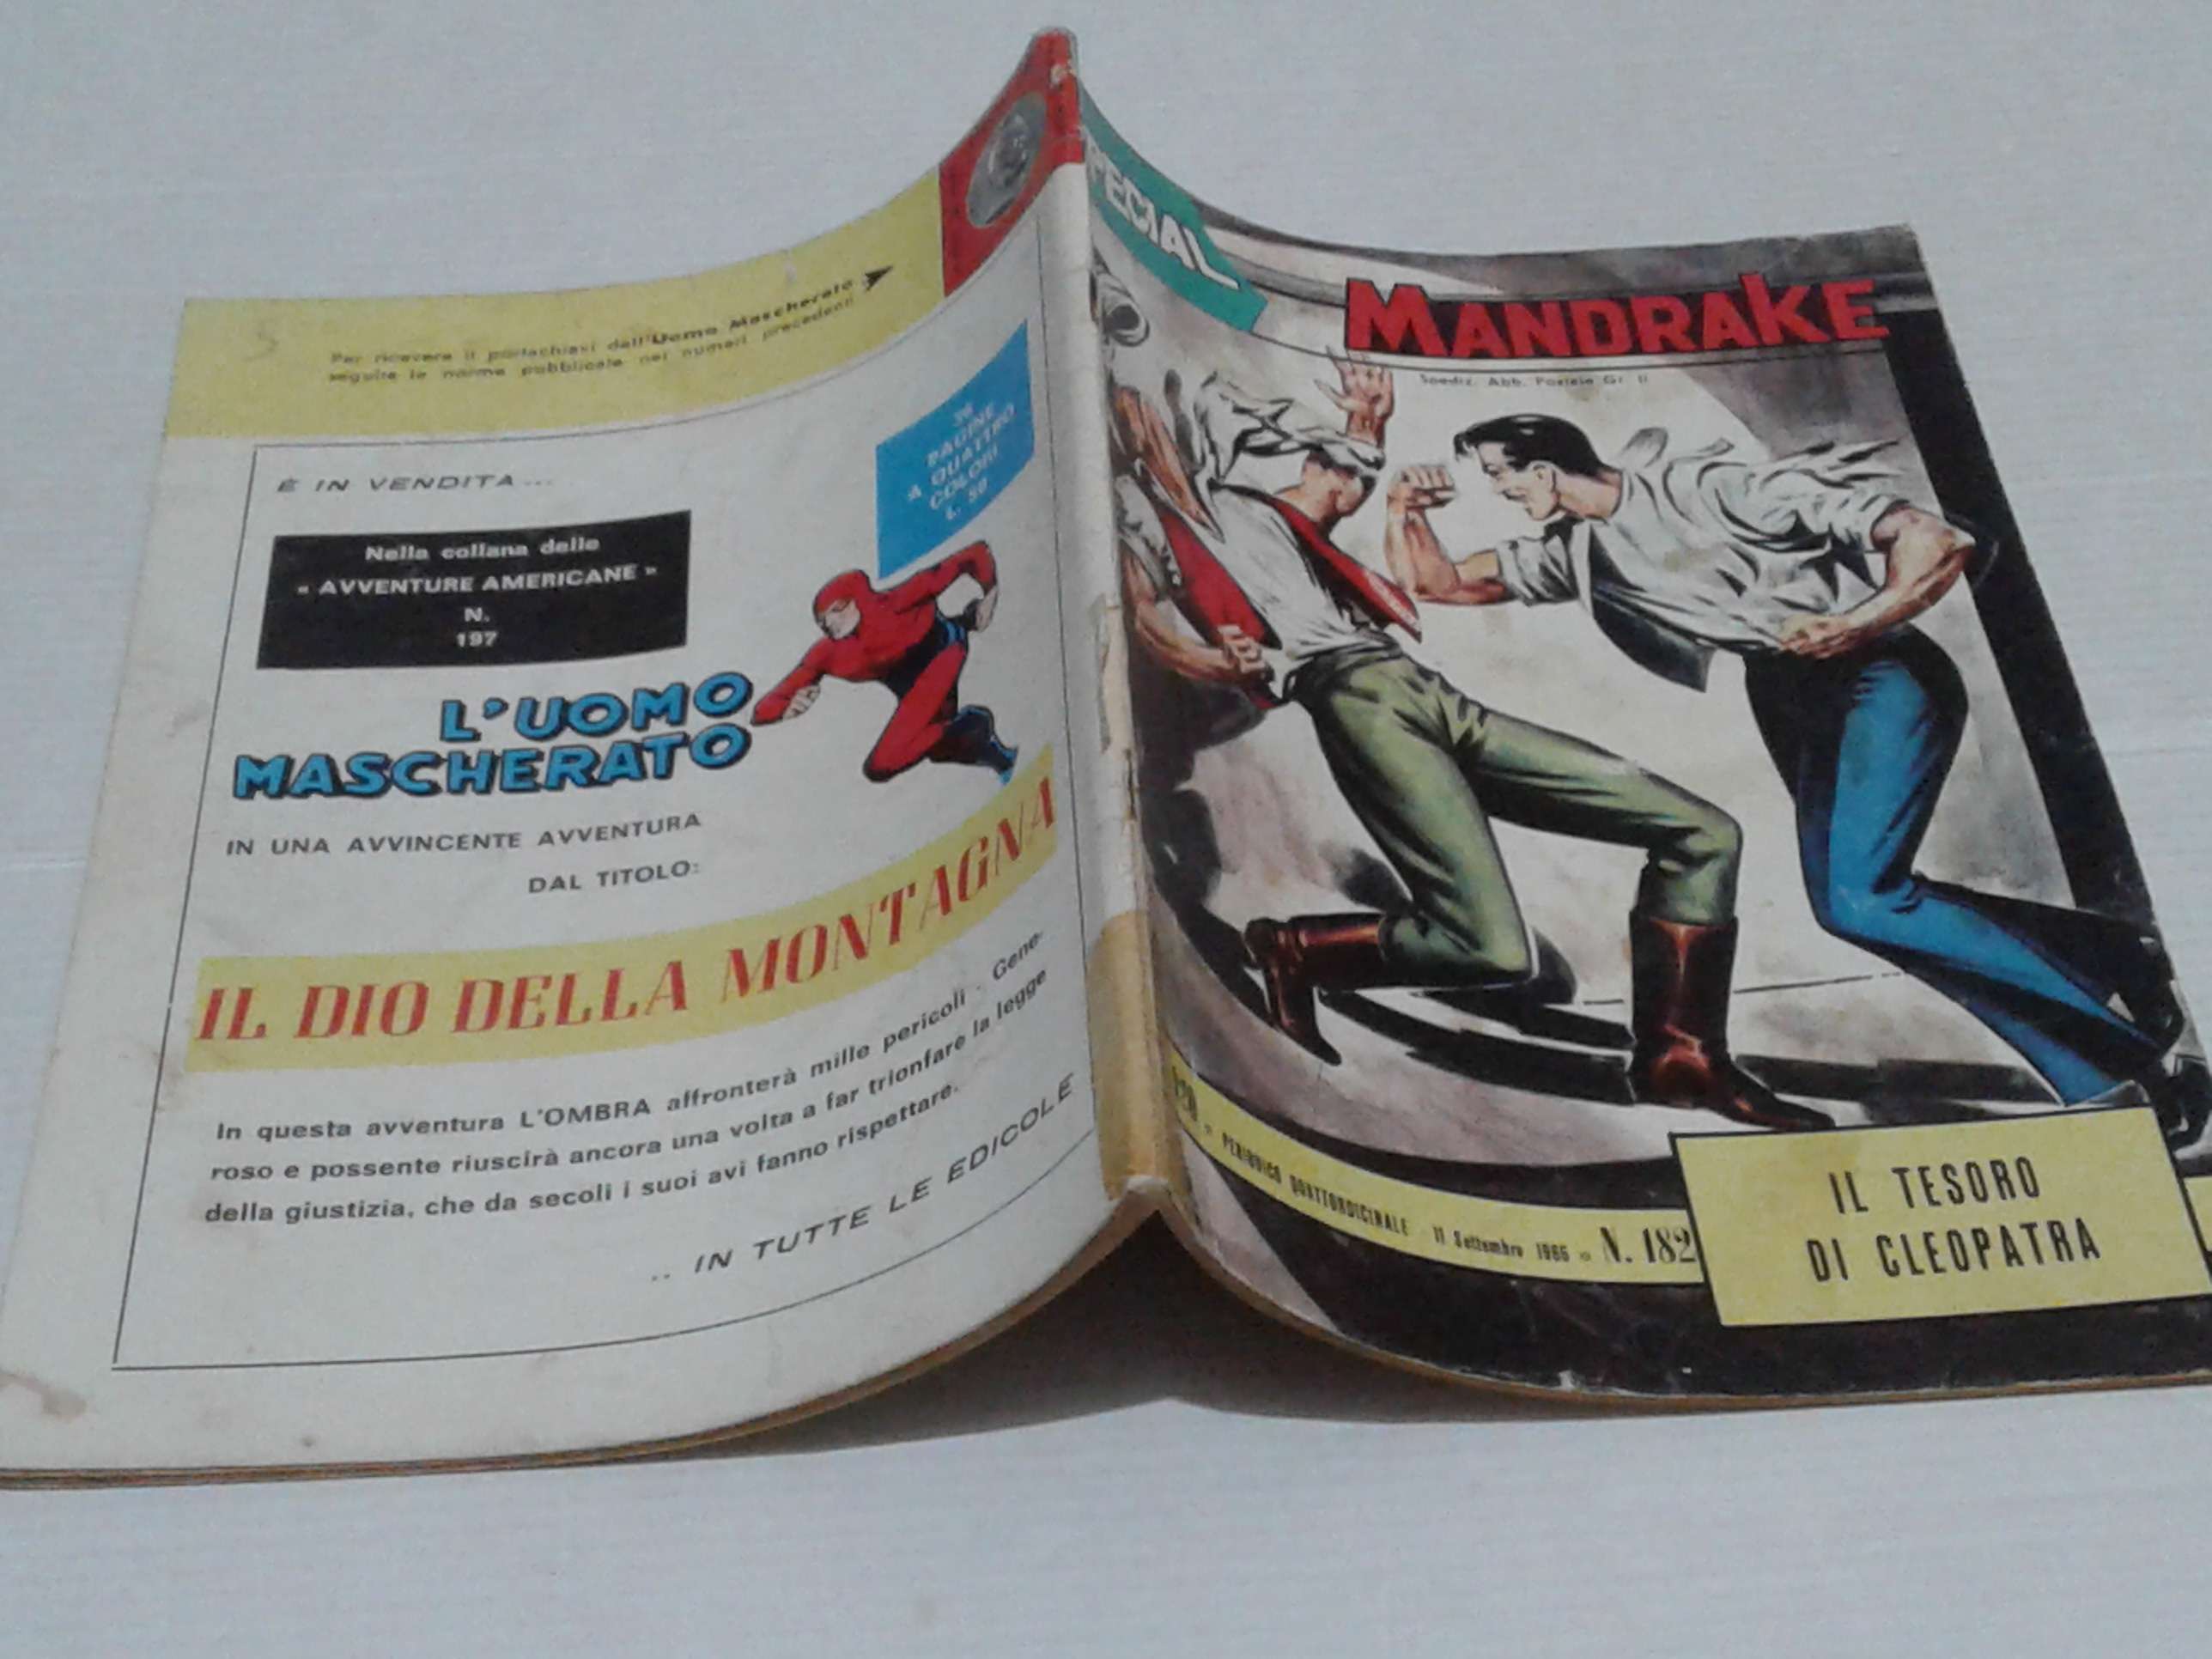 Per ricevere il portachiavi dell'Uomo Mascherato
seguite le norme pubblicate nei numeri precedenti
È IN VENDITA...
36
PAGINE
A QUATTRO
COLORI
L. 50
Nella collana delle
« AVVENTURE AMERICANE »
N.
197
L'UOMO
MASCHERATO
IN UNA AVVINCENTE AVVENTURA
DAL TITOLO:
IL DIO DELLA MONTAGNA
In questa avventura L'OMBRA affronterà mille pericoli - Gene-
roso e possente riuscirà ancora una volta a far trionfare la legge
della giustizia, che da secoli i suoi avi fanno rispettare.
.. IN TUTTE LE EDICOLE
PECIAL
MANDRAKE
Spediz. Abb. Postale Gr. II
PERIODICO QUATTORDICINALE - 11 Settembre 1966 - N. 182
IL TESORO
DI CLEOPATRA